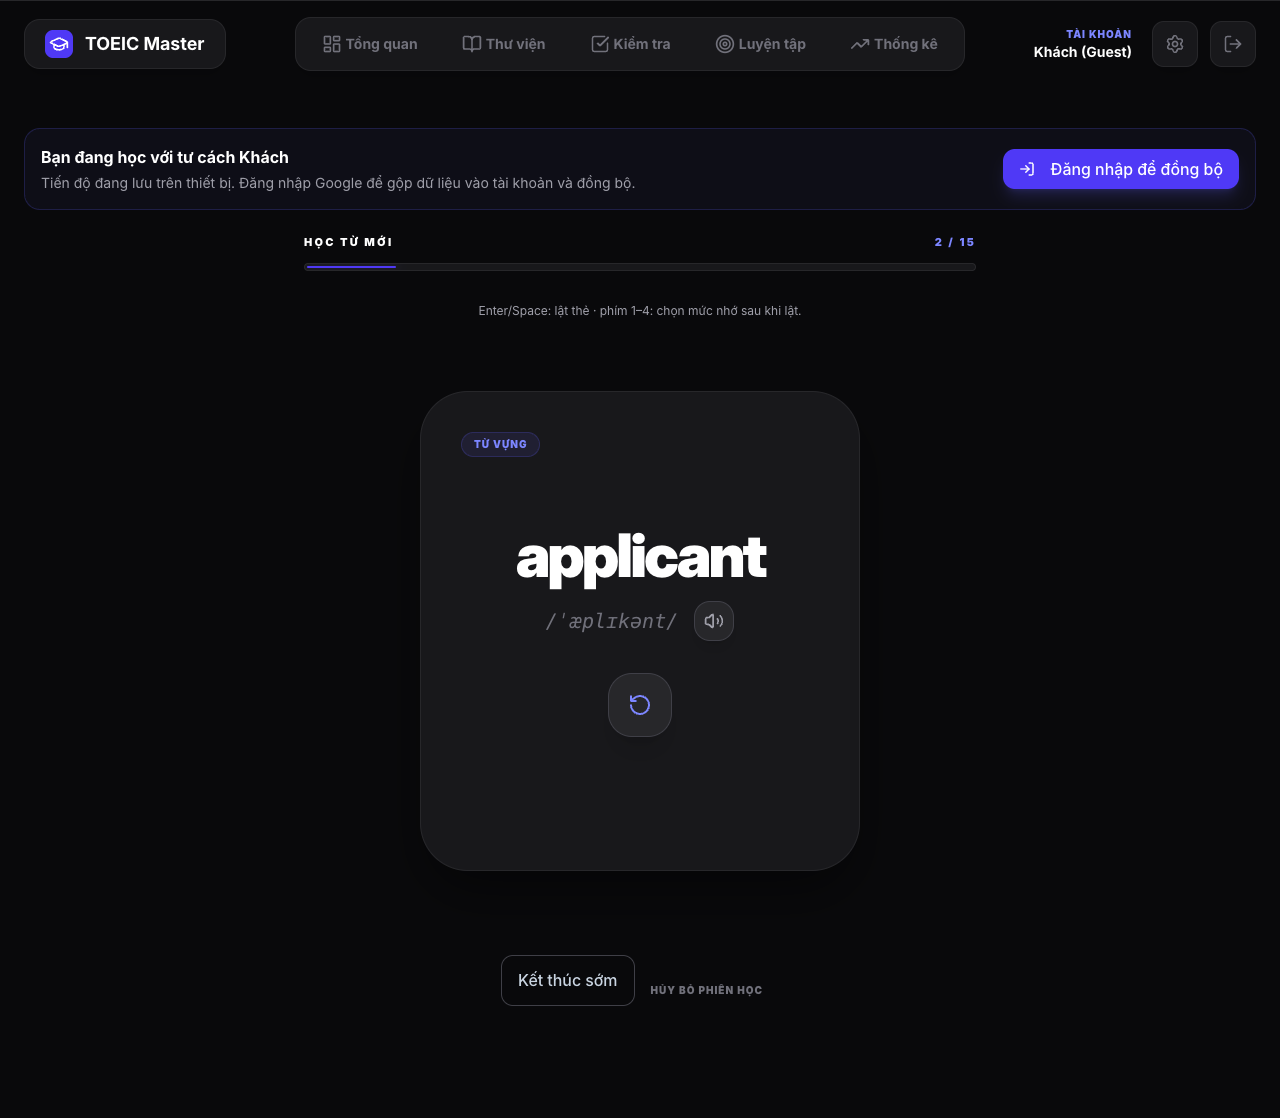 TOEIC Master
Tổng quan
Thư viện
Kiểm tra
Luyện tập
Thống kê
TÀI KHOẢN
Khách (Guest)
Bạn đang học với tư cách Khách
Tiến độ đang lưu trên thiết bị. Đăng nhập Google để gộp dữ liệu vào tài khoản và đồng bộ.
Đăng nhập để đồng bộ
HỌC TỪ MỚI
2 / 15
Enter/Space: lật thẻ · phím 1–4: chọn mức nhớ sau khi lật.
TỪ VỰNG
applicant
/ˈæplɪkənt/
Kết thúc sớm
HỦY BỎ PHIÊN HỌC